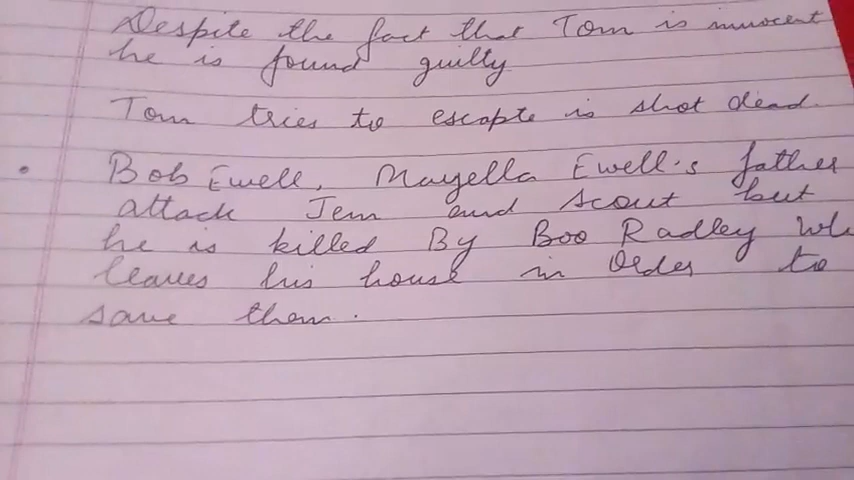 Despite the fact that Tom is innocent
he is found guilty
Tom tries to escapte is shot dead.
Bob Ewell, Mayella Ewell's father
attack Jem and Scout but
he is killed By Boo Radley
leaves his house in Order to
save them.